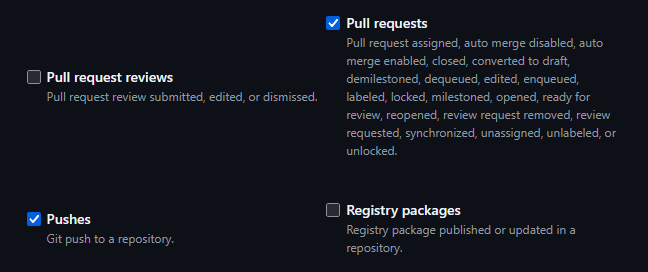 Pull requests
Pull request assigned, auto merge disabled, auto
merge enabled, closed, converted to draft,
demilestoned, dequeued, edited, enqueued,
labeled, locked, milestoned, opened, ready for
review, reopened, review request removed, review
requested, synchronized, unassigned, unlabeled, or
unlocked.
Pull request reviews
Pull request review submitted, edited, or dismissed.
Pushes
Git push to a repository.
Registry packages
Registry package published or updated in a
repository.